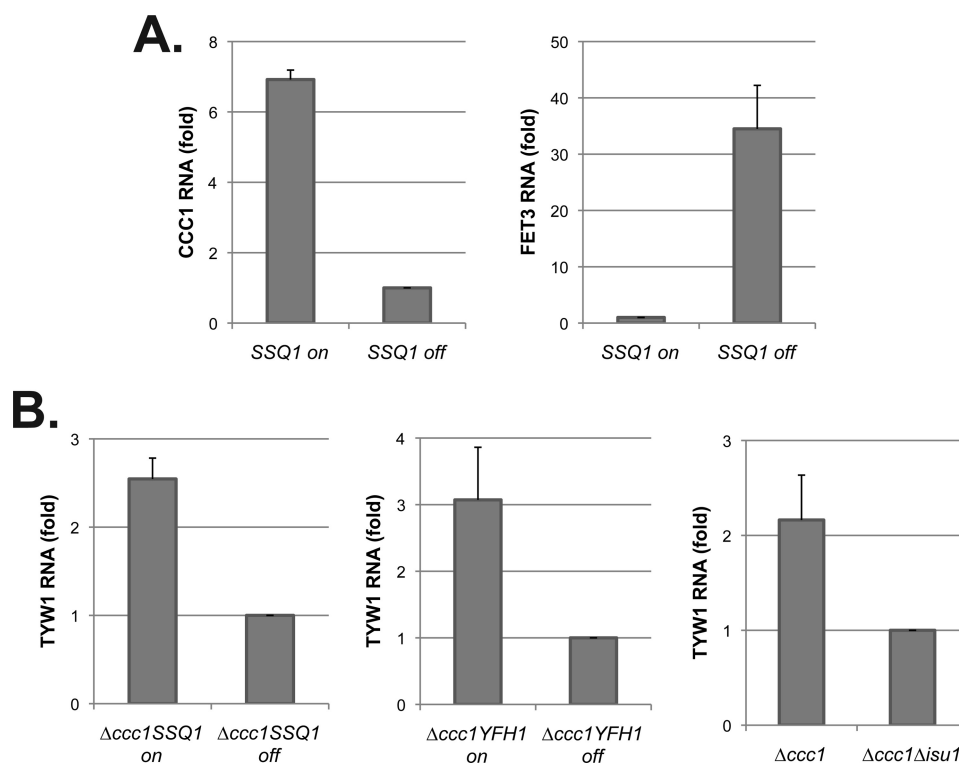 A.
CCC1 RNA (fold)
8
6
4
2
0
SSQ1 on
SSQ1 off
FET3 RNA (fold)
50
40
30
20
10
0
SSQ1 on
SSQ1 off
B.
TYW1 RNA (fold)
3
2
1
0
Δccc1SSQ1
on
Δccc1SSQ1
off
TYW1 RNA (fold)
4
3
2
1
0
Δccc1YFH1
on
Δccc1YFH1
off
TYW1 RNA (fold)
3
2
1
0
Δccc1
Δccc1Δisu1